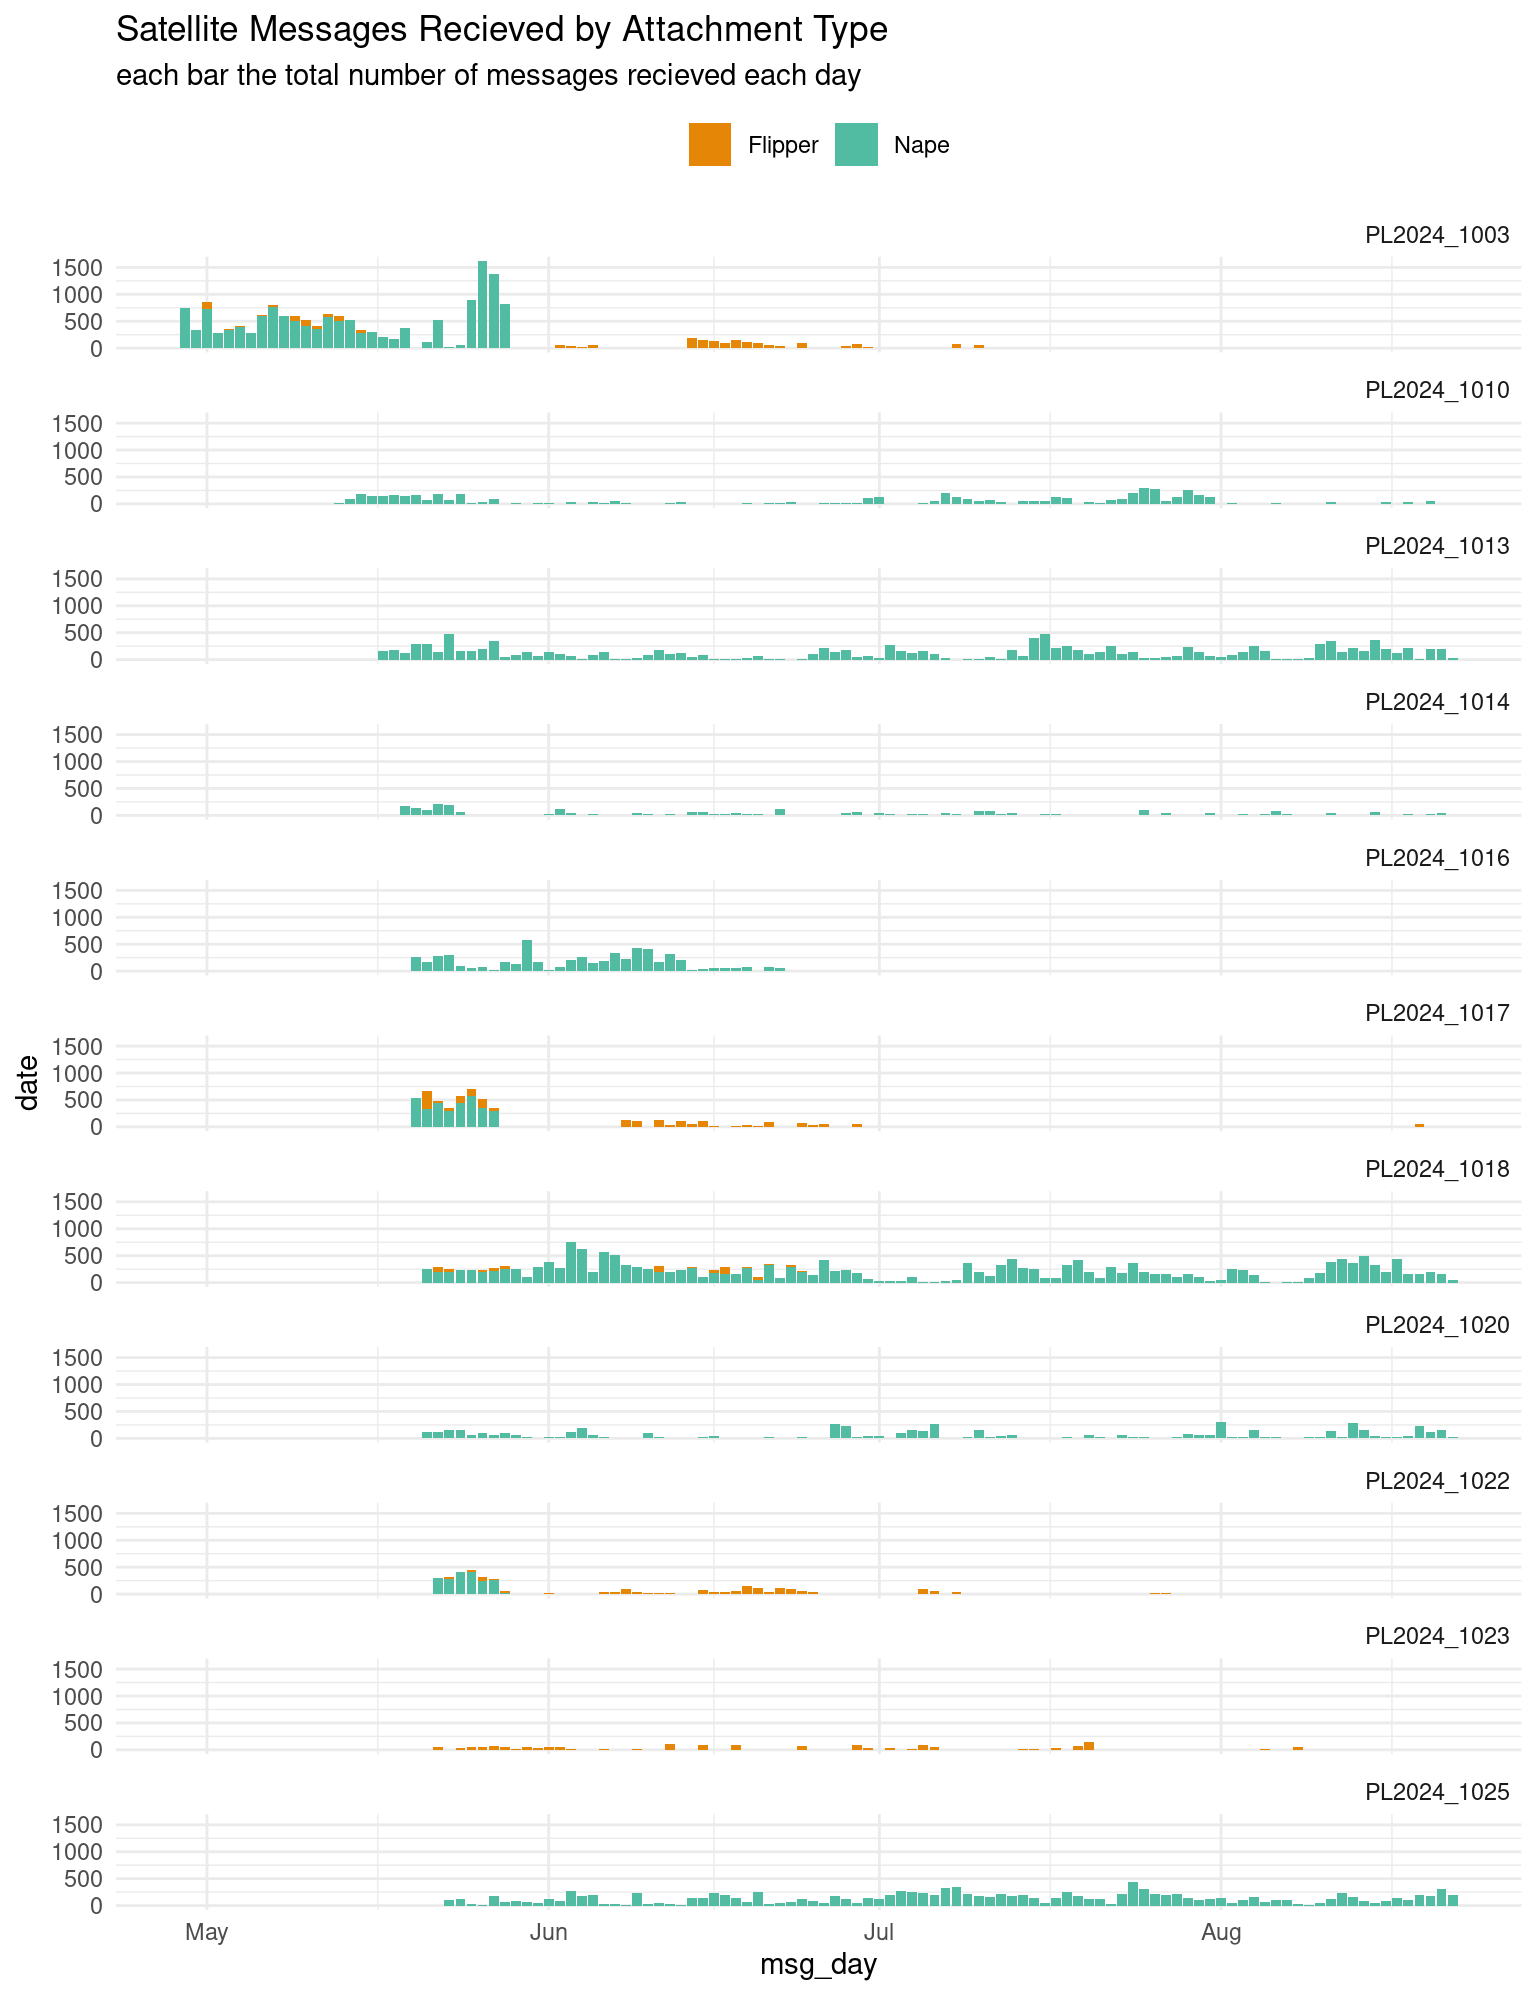 Satellite Messages Recieved by Attachment Type
each bar the total number of messages recieved each day
Flipper Nape
PL2024_1003
1500
1000
500
0
PL2024_1010
1500
1000
500
0
PL2024_1013
1500
1000
500
0
PL2024_1014
1500
1000
500
0
PL2024_1016
1500
1000
500
0
PL2024_1017
1500
1000
500
0
date
PL2024_1018
1500
1000
500
0
PL2024_1020
1500
1000
500
0
PL2024_1022
1500
1000
500
0
PL2024_1023
1500
1000
500
0
PL2024_1025
1500
1000
500
0
May Jun Jul Aug
msg_day